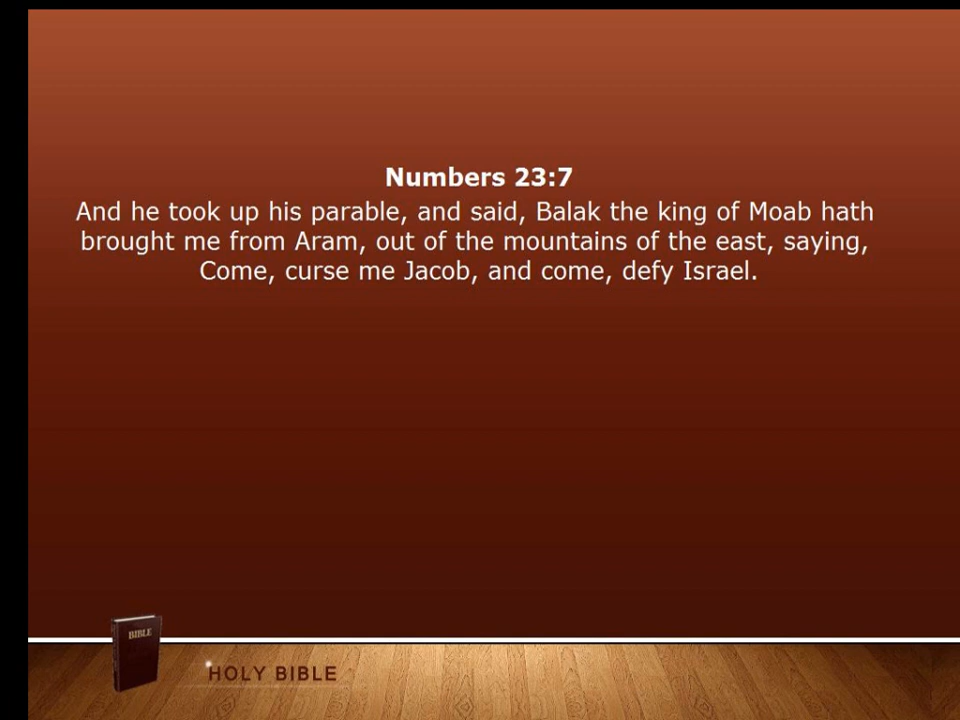 Numbers 23:7
And he took up his parable, and said, Balak the king of Moab hath
brought me from Aram, out of the mountains of the east, saying,
Come, curse me Jacob, and come, defy Israel.
BIBLE
HOLY BIBLE